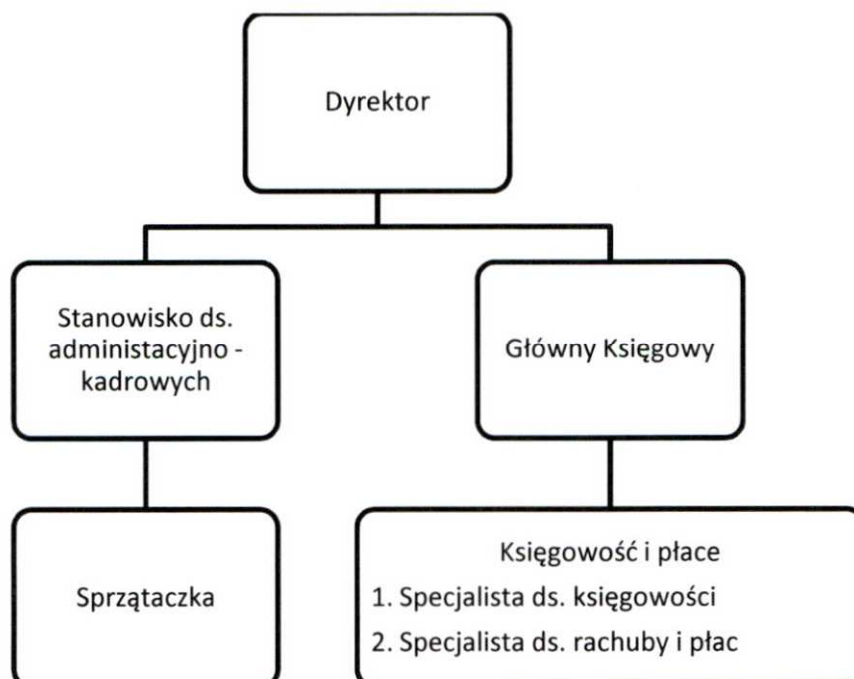 Dyrektor
Stanowisko ds.
administacyjno -
kadrowych
Główny Księgowy
Sprzątaczka
Księgowość i płace
1. Specjalista ds. księgowości
2. Specjalista ds. rachuby i płac